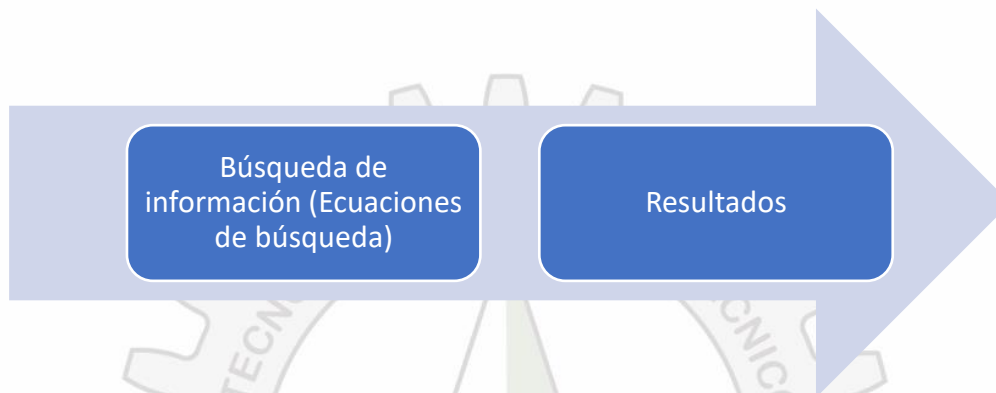 Búsqueda de
información (Ecuaciones
de búsqueda)
Resultados